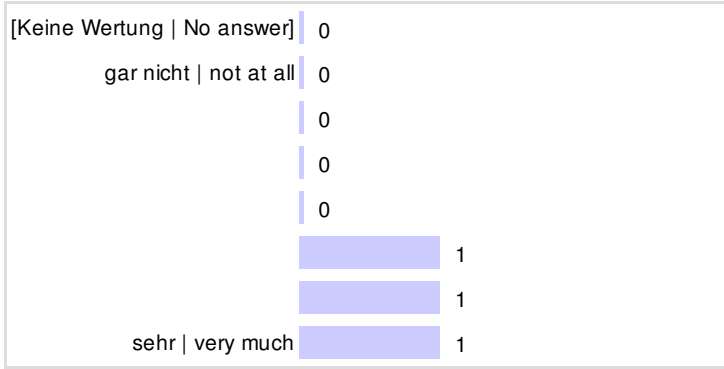 [Keine Wertung | No answer] 0
gar nicht | not at all 0
0
0
0
1
1
sehr | very much 1